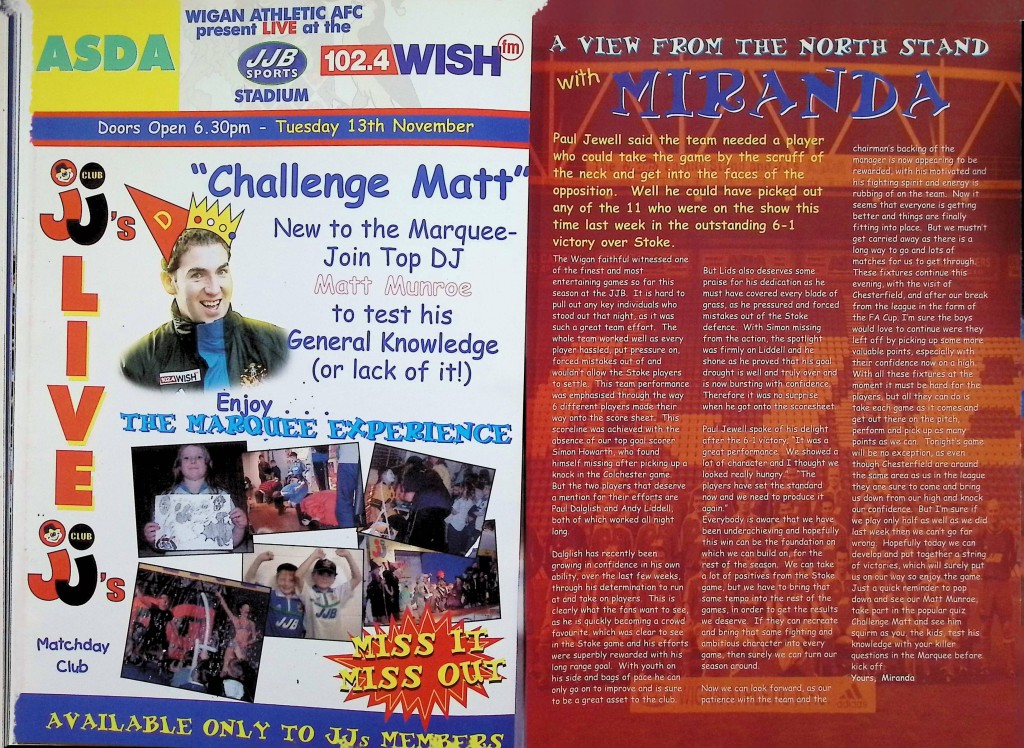 ASDA
WIGAN ATHLETIC AFC
present LIVE at the
JJB
SPORTS
STADIUM
102.4 WISH fm
Doors Open 6.30pm - Tuesday 13th November
JJ's CLUB
LIVE
JJ's CLUB
Matchday
Club
"Challenge Matt"
New to the Marquee-
Join Top DJ
Matt Munroe
to test his
General Knowledge
(or lack of it!)
D
102.4 WISH
Enjoy . . .
THE MARQUEE EXPERIENCE
JJB
JJB
MISS IT
MISS OUT
AVAILABLE ONLY TO JJs MEMBERS
A VIEW FROM THE NORTH STAND
with MIRANDA
Paul Jewell said the team needed a player
who could take the game by the scruff of
the neck and get into the faces of the
opposition. Well he could have picked out
any of the 11 who were on the show this
time last week in the outstanding 6-1
victory over Stoke.
The Wigan faithful witnessed one
of the finest and most
entertaining games so far this
season at the JJB. It is hard to
pull out any key individuals who
stood out that night, as it was
such a great team effort. The
whole team worked well as every
player hassled, put pressure on,
forced mistakes out of and
wouldn't allow the Stoke players
to settle. This team performance
was emphasised through the way
6 different players made their
way onto the score sheet. This
scoreline was achieved with the
absence of our top goal scorer
Simon Howarth, who found
himself missing after picking up a
knock in the Colchester game.
But the two players that deserve
a mention for their efforts are
Paul Dalglish and Andy Liddell,
both of which worked all night
long.
Dalglish has recently been
growing in confidence in his own
ability, over the last few weeks,
through his determination to run
at and take on players. This is
clearly what the fans want to see,
as he is quickly becoming a crowd
favourite, which was clear to see
in the Stoke game and his efforts
were superbly rewarded with his
long range goal. With youth on
his side and bags of pace he can
only go on to improve and is sure
to be a great asset to the club.
But Lids also deserves some
praise for his dedication as he
must have covered every blade of
grass, as he pressured and forced
mistakes out of the Stoke
defence. With Simon missing
from the action, the spotlight
was firmly on Liddell and he
shone as he proved that his goal
drought is well and truly over and
is now bursting with confidence.
Therefore it was no surprise
when he got onto the scoresheet.
Paul Jewell spoke of his delight
after the 6-1 victory, "It was a
great performance. We showed a
lot of character and I thought we
looked really hungry." "The
players have set the standard
now and we need to produce it
again."
Everybody is aware that we have
been underachieving and hopefully
this win can be the foundation on
which we can build on, for the
rest of the season. We can take
a lot of positives from the Stoke
game, but we have to bring that
same tempo into the rest of the
games, in order to get the results
we deserve. If they can recreate
and bring that same fighting and
ambitious character into every
game, then surely we can turn our
season around.
Now we can look forward, as our
patience with the team and the
chairman's backing of the
manager is now appearing to be
rewarded, with his motivated and
his fighting spirit and energy is
rubbing of on the team. Now it
seems that everyone is getting
better and things are finally
fitting into place. But we mustn't
get carried away as there is a
long way to go and lots of
matches for us to get through.
These fixtures continue this
evening, with the visit of
Chesterfield, and after our break
from the league in the form of
the FA Cup, I'm sure the boys
would love to continue were they
left off by picking up some more
valuable points, especially with
their confidence now on a high.
With all these fixtures at the
moment it must be hard for the
players, but all they can do is
take each game as it comes and
get out there on the pitch,
perform and pick up as many
points as we can. Tonight's game
will be no exception, as even
though Chesterfield are around
the same area as us in the league
they are sure to come and bring
us down from our high and knock
our confidence. But I'm sure if
we play only half as well as we did
last week then we can't go far
wrong. Hopefully today we can
develop and put together a string
of victories, which will surely put
us on our way so enjoy the game.
Just a quick reminder to pop
down and see our Matt Munroe,
take part in the popular quiz
Challenge Matt and see him
squirm as you, the kids, test his
knowledge with your killer
questions in the Marquee before
kick off.
Yours, Miranda